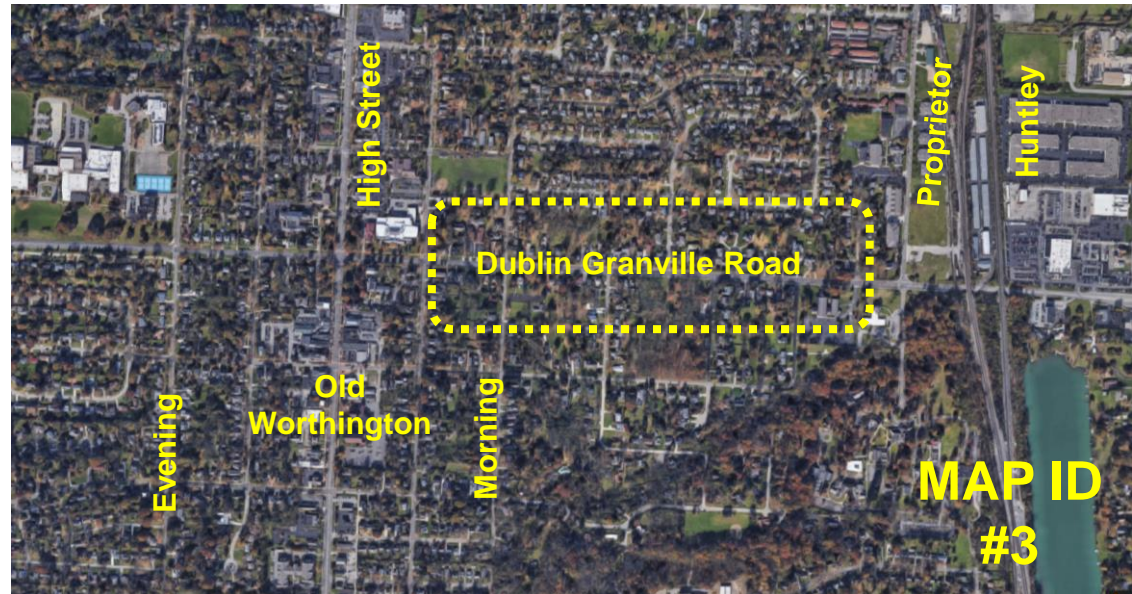 High Street
Proprietor
Huntley
Dublin Granville Road
Old
Worthington
Evening
Morning
MAP ID
#3